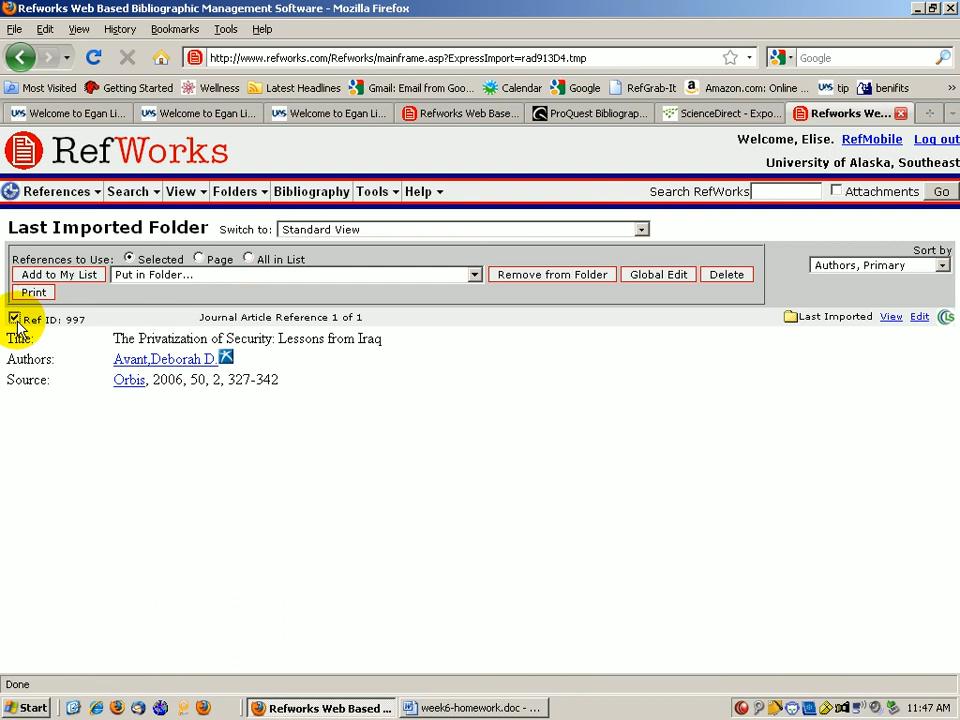 Refworks Web Based Bibliographic Management Software - Mozilla Firefox
File Edit View History Bookmarks Tools Help
http://www.refworks.com/Refworks/mainframe.asp?ExpressImport=rad913D4.tmp Google
Most Visited Getting Started Wellness Latest Headlines Gmail: Email from Goo... Calendar Google RefGrab-It Amazon.com: Online ... tip benifits »
UAS Welcome to Egan Li... UAS Welcome to Egan Li... UAS Welcome to Egan Li... Refworks Web Base... ProQuest Bibliograp... ScienceDirect - Expo... Refworks We...
RefWorks
Welcome, Elise. RefMobile Log out
University of Alaska, Southeast
References Search View Folders Bibliography Tools Help Search RefWorks Attachments Go
Last Imported Folder Switch to: Standard View
References to Use: Selected Page All in List Sort by
Add to My List Put in Folder... Remove from Folder Global Edit Delete Authors, Primary
Print
Ref ID: 997 Journal Article Reference 1 of 1 Last Imported View Edit
Title: The Privatization of Security: Lessons from Iraq
Authors: Avant,Deborah D.
Source: Orbis, 2006, 50, 2, 327-342
Done
Start Refworks Web Based ... week6-homework.doc - ... 11:47 AM